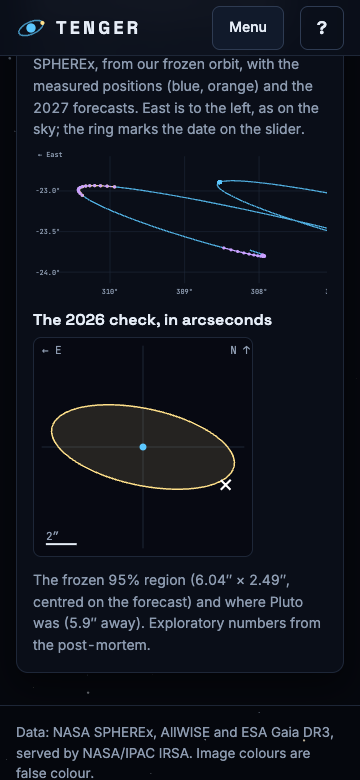 TENGER
Menu
?
SPHEREx, from our frozen orbit, with the
measured positions (blue, orange) and the
2027 forecasts. East is to the left, as on the
sky; the ring marks the date on the slider.
← East
-23.0°
-23.5°
-24.0°
310°
309°
308°
The 2026 check, in arcseconds
← E
N ↑
2″
The frozen 95% region (6.04″ × 2.49″,
centred on the forecast) and where Pluto
was (5.9″ away). Exploratory numbers from
the post-mortem.
Data: NASA SPHEREx, AllWISE and ESA Gaia DR3,
served by NASA/IPAC IRSA. Image colours are
false colour.